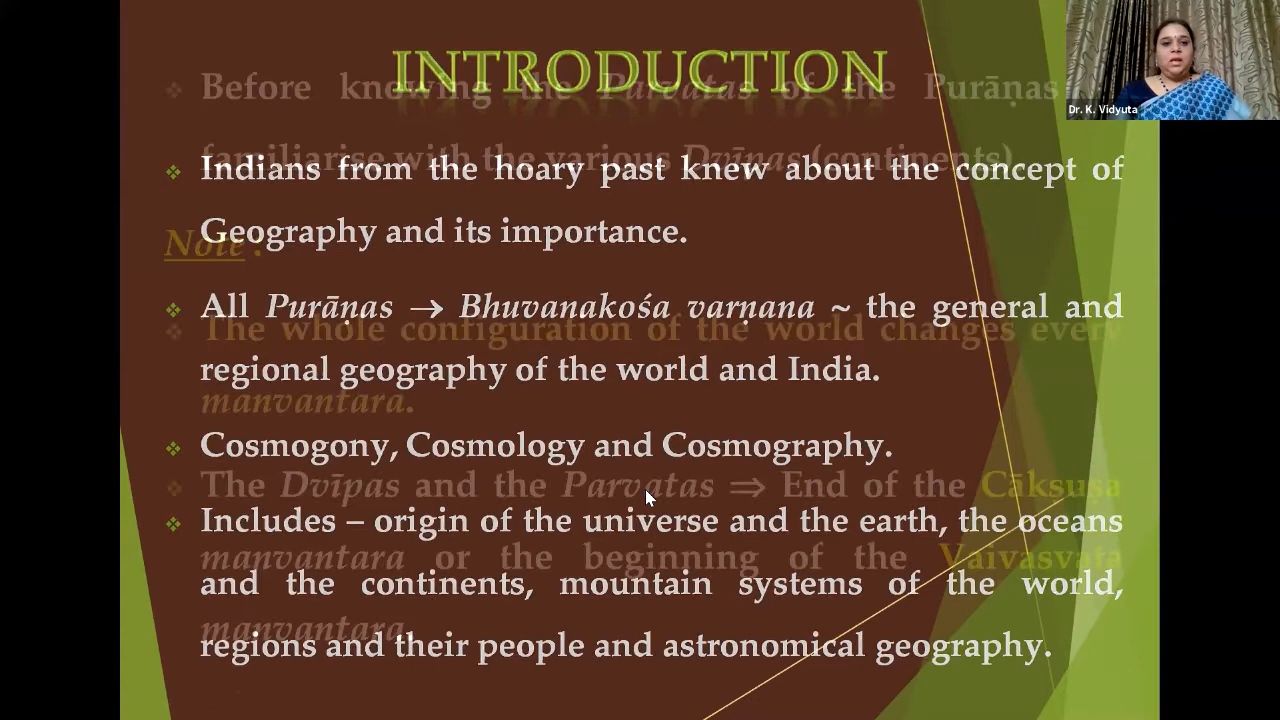 INTRODUCTION
Indians from the hoary past knew about the concept of
Geography and its importance.
All Purāṇas → Bhuvanakośa varṇana ~ the general and
regional geography of the world and India.
Cosmogony, Cosmology and Cosmography.
Includes – origin of the universe and the earth, the oceans
and the continents, mountain systems of the world,
regions and their people and astronomical geography.
Before knowing the Parvatas of the Purāṇas
familiarise with the various Dvīpas (continents)
Note :
The whole configuration of the world changes every
manvantara.
The Dvīpas and the Parvatas ⇒ End of the Cākṣuṣa
manvantara or the beginning of the Vaivasvata
manvantara.
Dr. K. Vidyuta